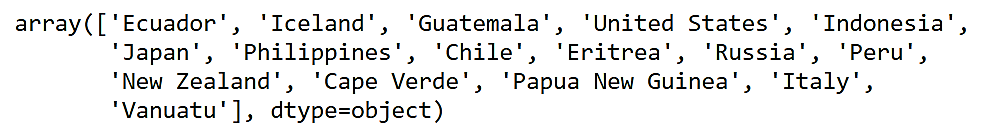 array(['Ecuador', 'Iceland', 'Guatemala', 'United States', 'Indonesia',
'Japan', 'Philippines', 'Chile', 'Eritrea', 'Russia', 'Peru',
'New Zealand', 'Cape Verde', 'Papua New Guinea', 'Italy',
'Vanuatu'], dtype=object)